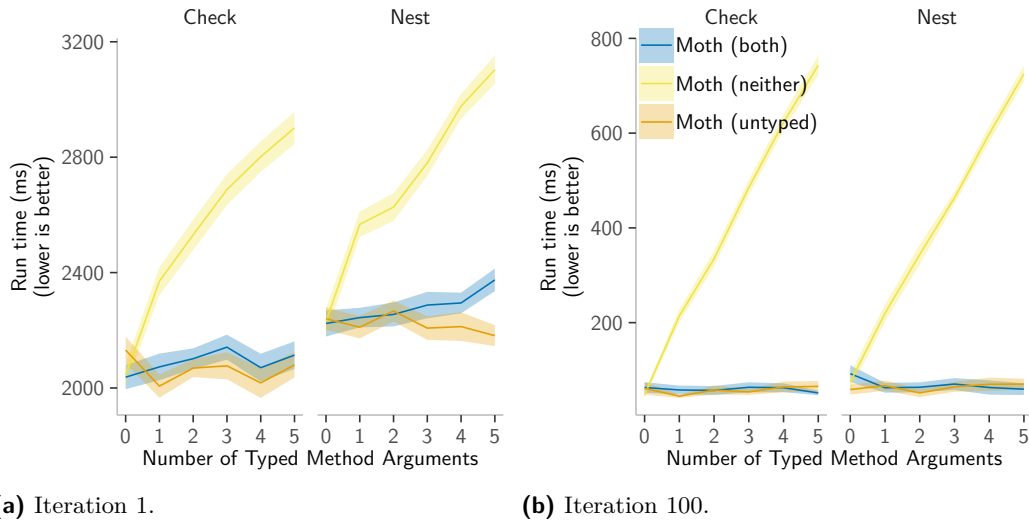 Check
Nest
3200
2800
2400
2000
Run time (ms)
(lower is better)
0 1 2 3 4 5
0 1 2 3 4 5
Number of Typed Method Arguments
(a) Iteration 1.
Check
Nest
Moth (both)
Moth (neither)
Moth (untyped)
800
600
400
200
Run time (ms)
(lower is better)
0 1 2 3 4 5
0 1 2 3 4 5
Number of Typed Method Arguments
(b) Iteration 100.